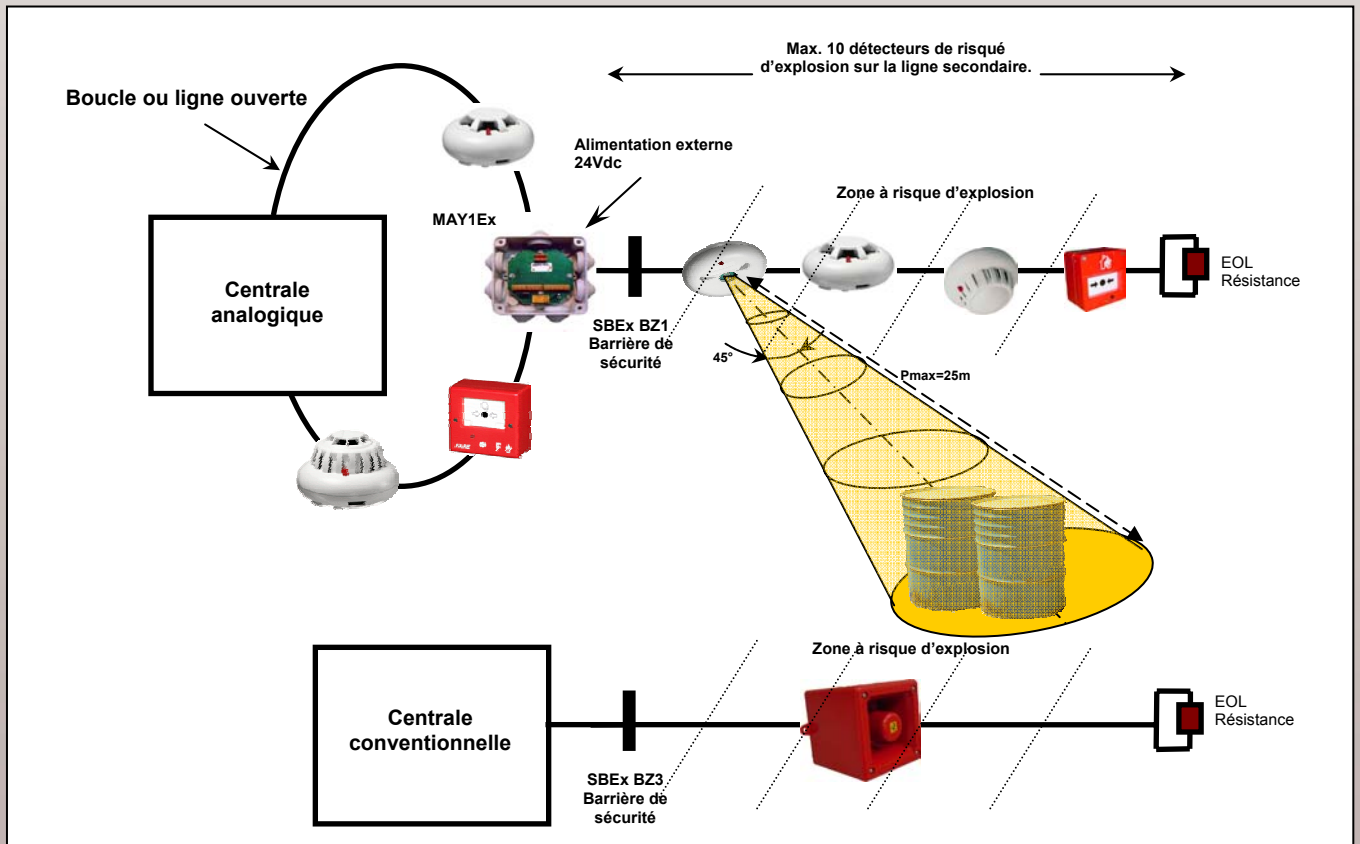 Max. 10 détecteurs de risqué
d'explosion sur la ligne secondaire.
Boucle ou ligne ouverte
Alimentation externe
24Vdc
Zone à risque d'explosion
MAY1Ex
Centrale
analogique
SBEx BZ1
Barrière de
sécurité
EOL
Résistance
45°
Pmax=25m
Zone à risque d'explosion
Centrale
conventionnelle
SBEx BZ3
Barrière de
sécurité
EOL
Résistance